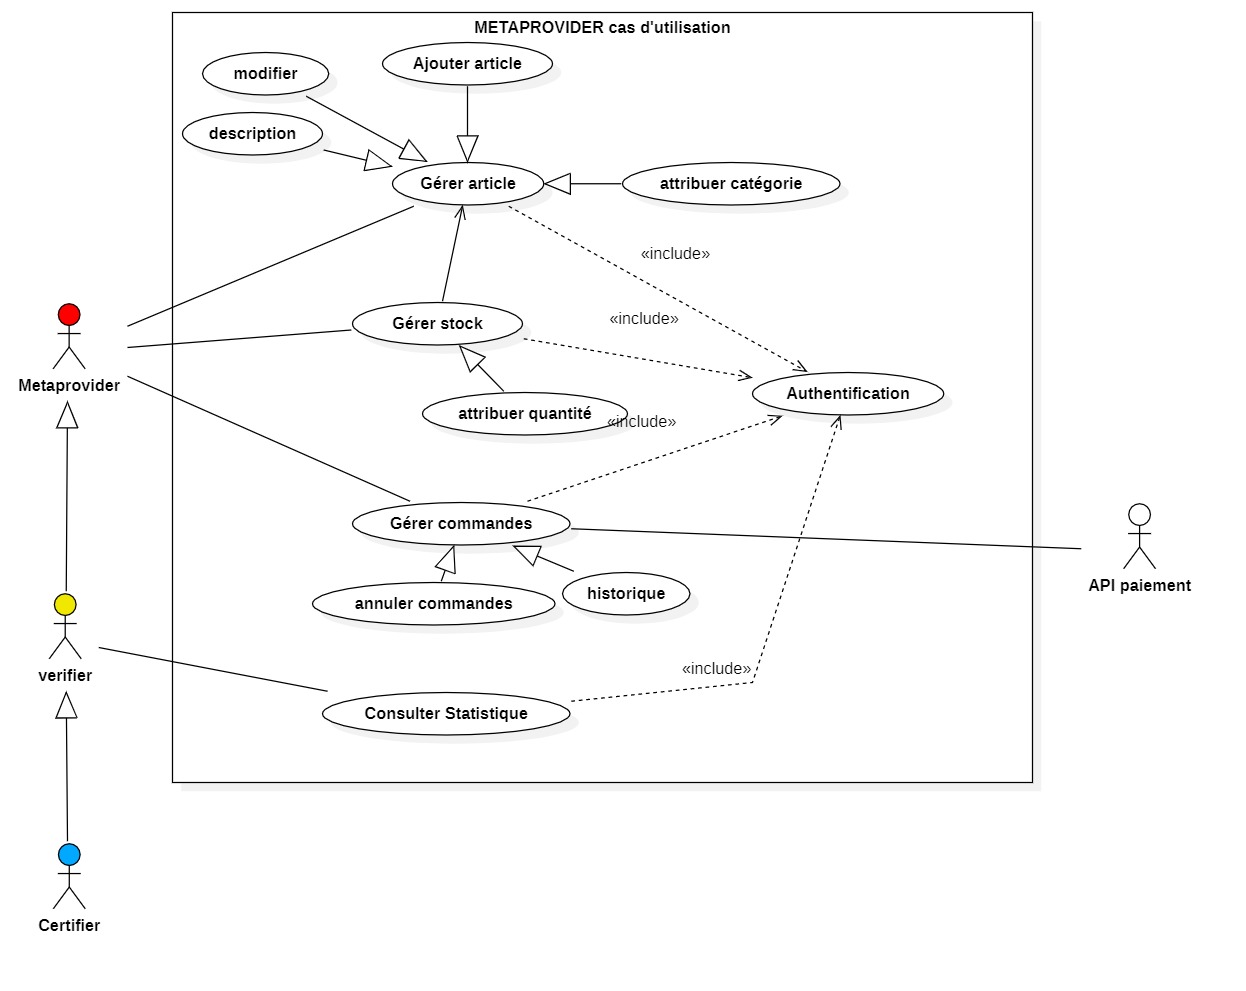 METAPROVIDER cas d'utilisation
modifier
Ajouter article
description
Gérer article
attribuer catégorie
«include»
Gérer stock
«include»
Metaprovider
Authentification
attribuer quantité
«include»
Gérer commandes
API paiement
annuler commandes
historique
verifier
«include»
Consulter Statistique
Certifier